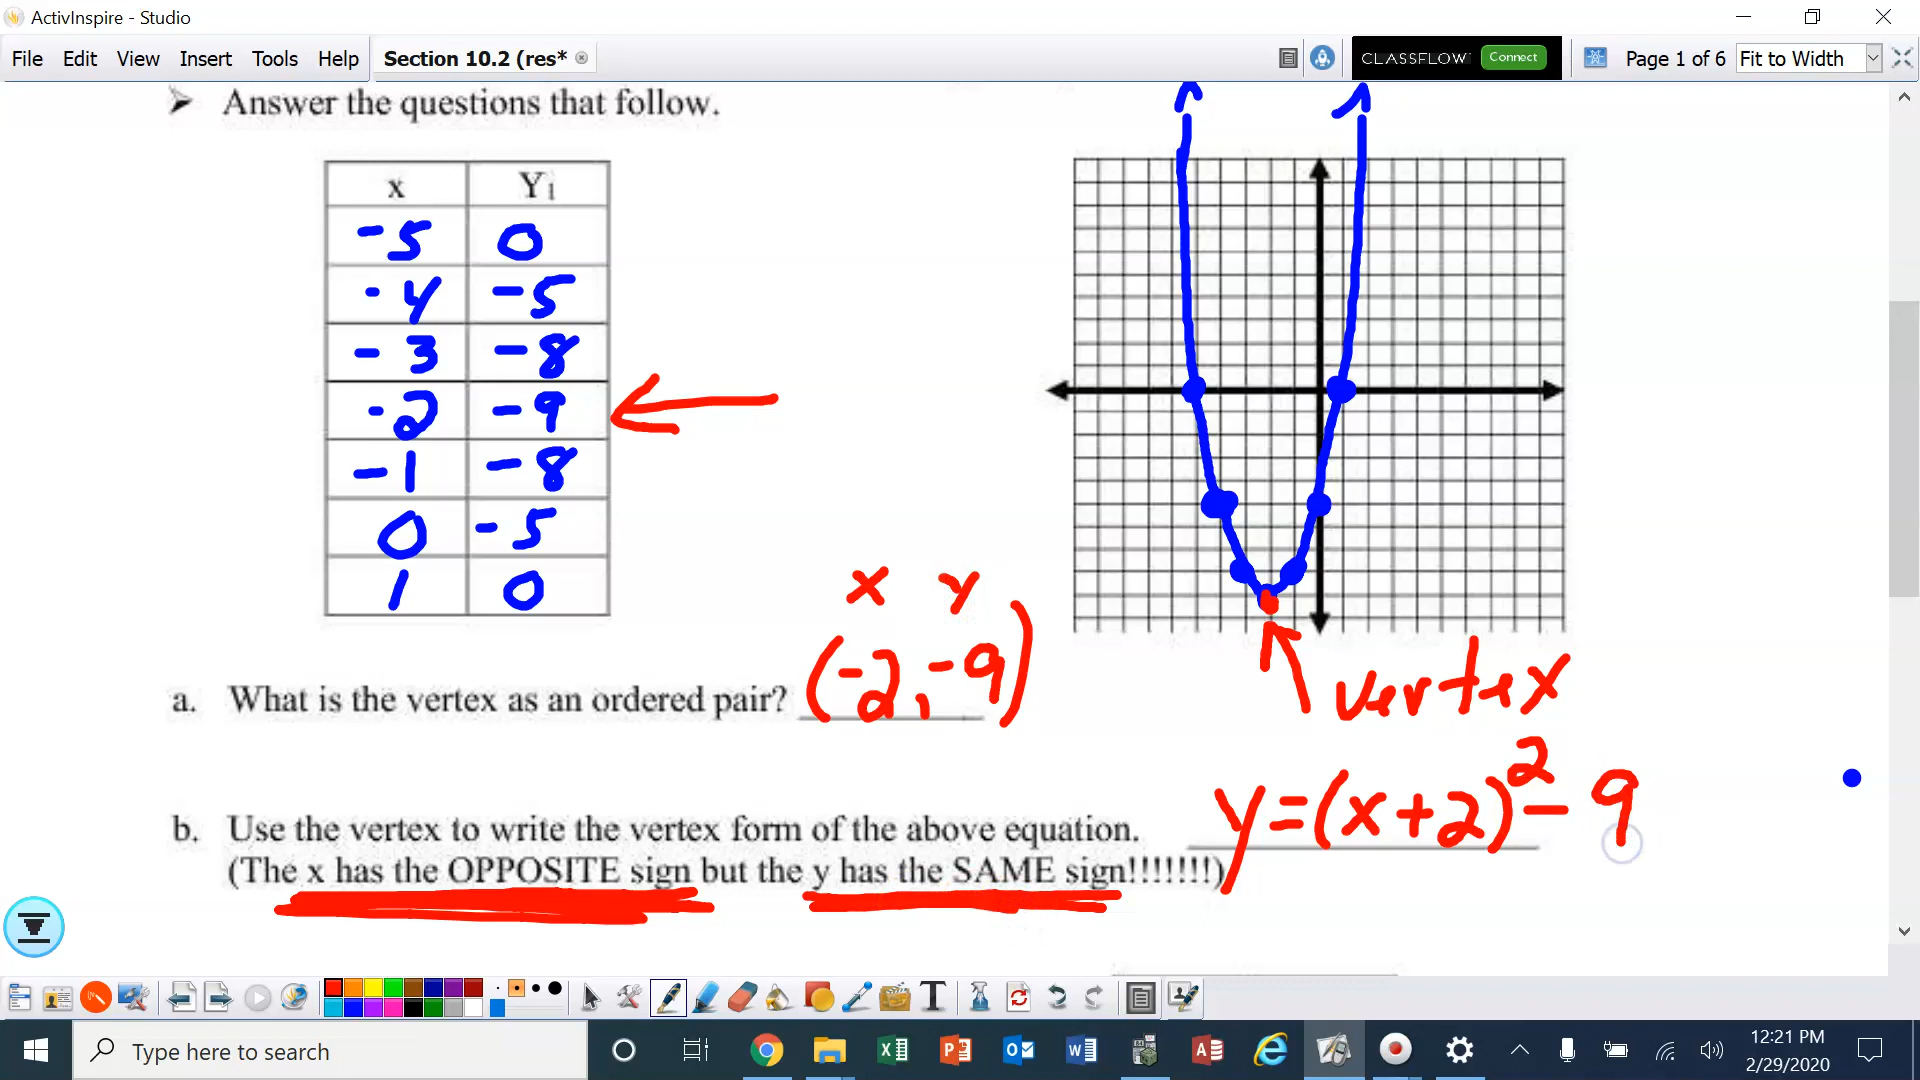 ActivInspire - Studio
File Edit View Insert Tools Help Section 10.2 (res* CLASSFLOW Connect Page 1 of 6 Fit to Width
Answer the questions that follow.
x Y1
-5 0
-4 -5
-3 -8
-2 -9
-1 -8
0 -5
1 0
x y
a. What is the vertex as an ordered pair? (-2,-9)
vertex
b. Use the vertex to write the vertex form of the above equation. y=(x+2)²-9
(The x has the OPPOSITE sign but the y has the SAME sign!!!!!!!)
Type here to search
12:21 PM
2/29/2020